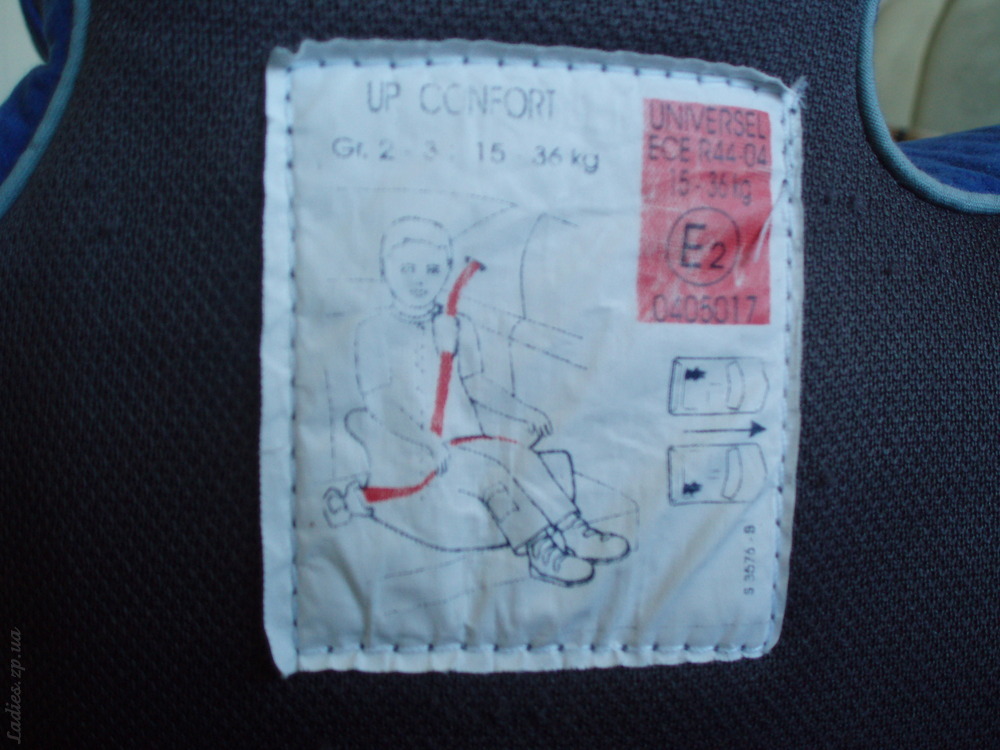 UP CONFORT
Gr. 2 - 3 : 15 - 36 kg
UNIVERSEL
ECE R44-04
15 - 36 kg
E2
0405017
S 3576 - B
Ladies.zp.ua